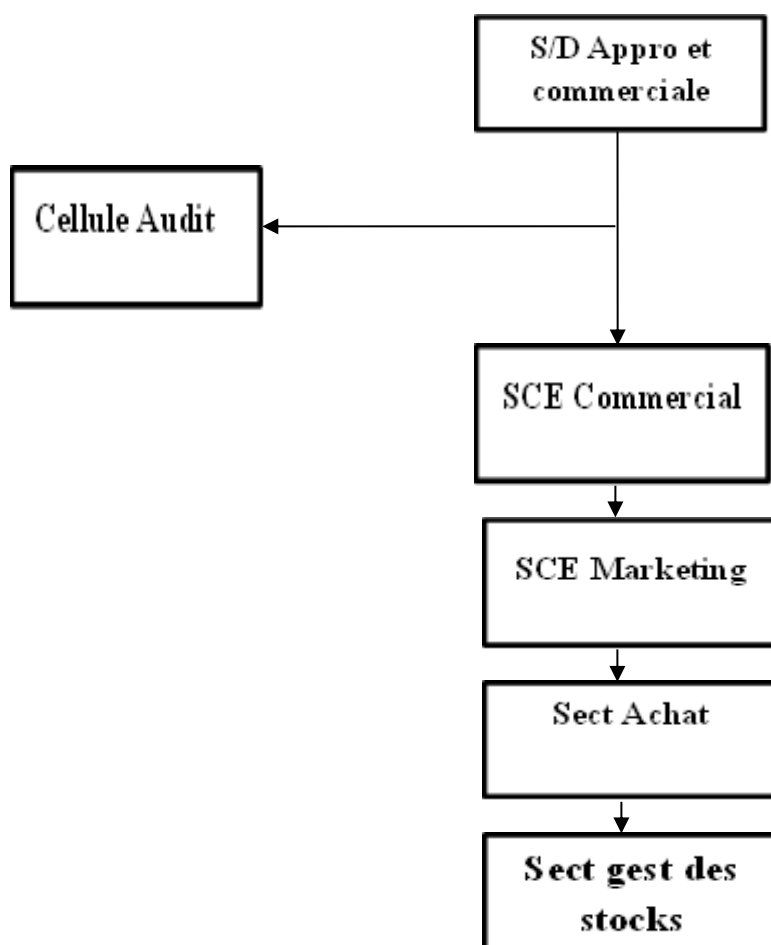 S/D Appro et
commerciale
Cellule Audit
SCE Commercial
SCE Marketing
Sect Achat
Sect gest des
stocks